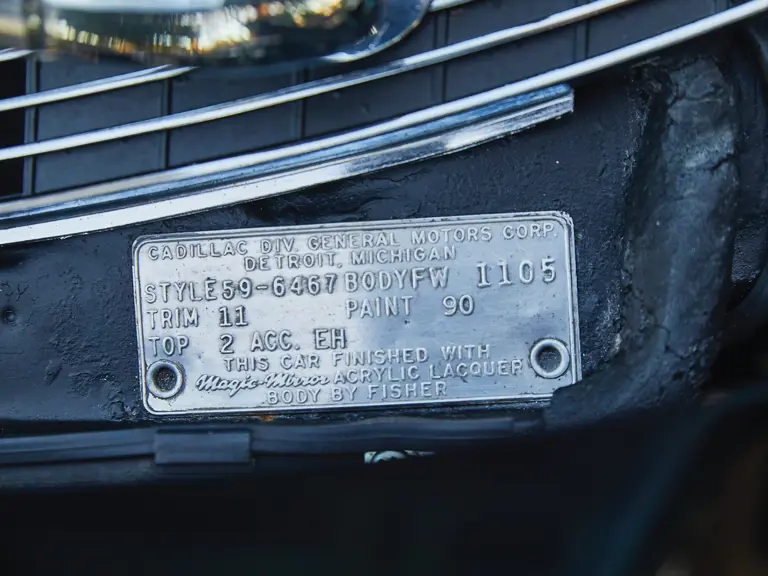 CADILLAC DIV. GENERAL MOTORS CORP.
DETROIT, MICHIGAN
STYLE 59-6467 BODY FW 1105
TRIM 11 PAINT 90
TOP 2 ACC. EH
THIS CAR FINISHED WITH
Magic-Mirror ACRYLIC LACQUER
BODY BY FISHER